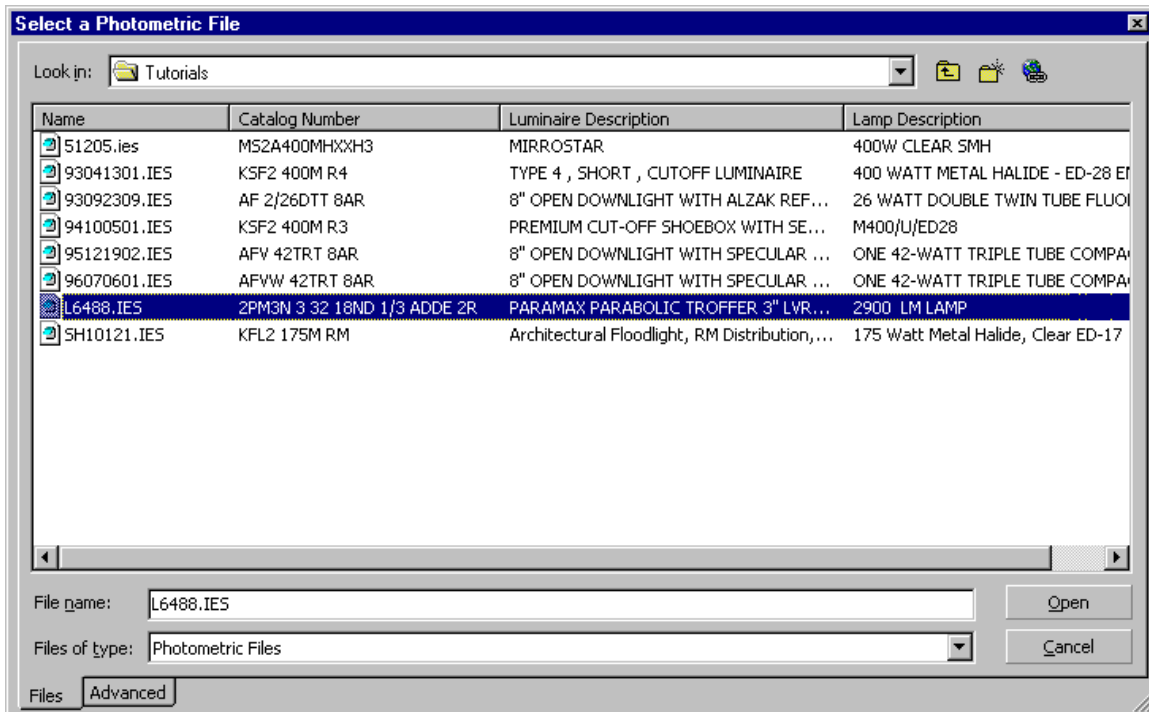 Select a Photometric File
Look in: Tutorials
Name Catalog Number Luminaire Description Lamp Description
51205.ies MS2A400MHXXH3 MIRROSTAR 400W CLEAR SMH
93041301.IES KSF2 400M R4 TYPE 4 , SHORT , CUTOFF LUMINAIRE 400 WATT METAL HALIDE - ED-28 EN
93092309.IES AF 2/26DTT 8AR 8" OPEN DOWNLIGHT WITH ALZAK REF... 26 WATT DOUBLE TWIN TUBE FLUO
94100501.IES KSF2 400M R3 PREMIUM CUT-OFF SHOEBOX WITH SE... M400/U/ED28
95121902.IES AFV 42TRT 8AR 8" OPEN DOWNLIGHT WITH SPECULAR ... ONE 42-WATT TRIPLE TUBE COMPA
96070601.IES AFVW 42TRT 8AR 8" OPEN DOWNLIGHT WITH SPECULAR ... ONE 42-WATT TRIPLE TUBE COMPA
L6488.IES 2PM3N 3 32 18ND 1/3 ADDE 2R PARAMAX PARABOLIC TROFFER 3" LVR... 2900 LM LAMP
SH10121.IES KFL2 175M RM Architectural Floodlight, RM Distribution,... 175 Watt Metal Halide, Clear ED-17
File name: L6488.IES Open
Files of type: Photometric Files Cancel
Files Advanced